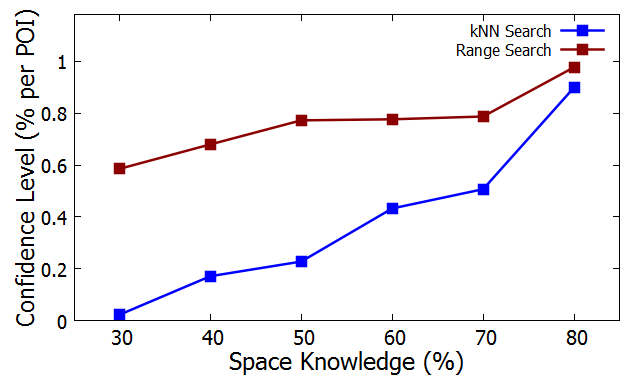 kNN Search
Range Search
Confidence Level (% per POI)
1
0.8
0.6
0.4
0.2
0
30 40 50 60 70 80
Space Knowledge (%)